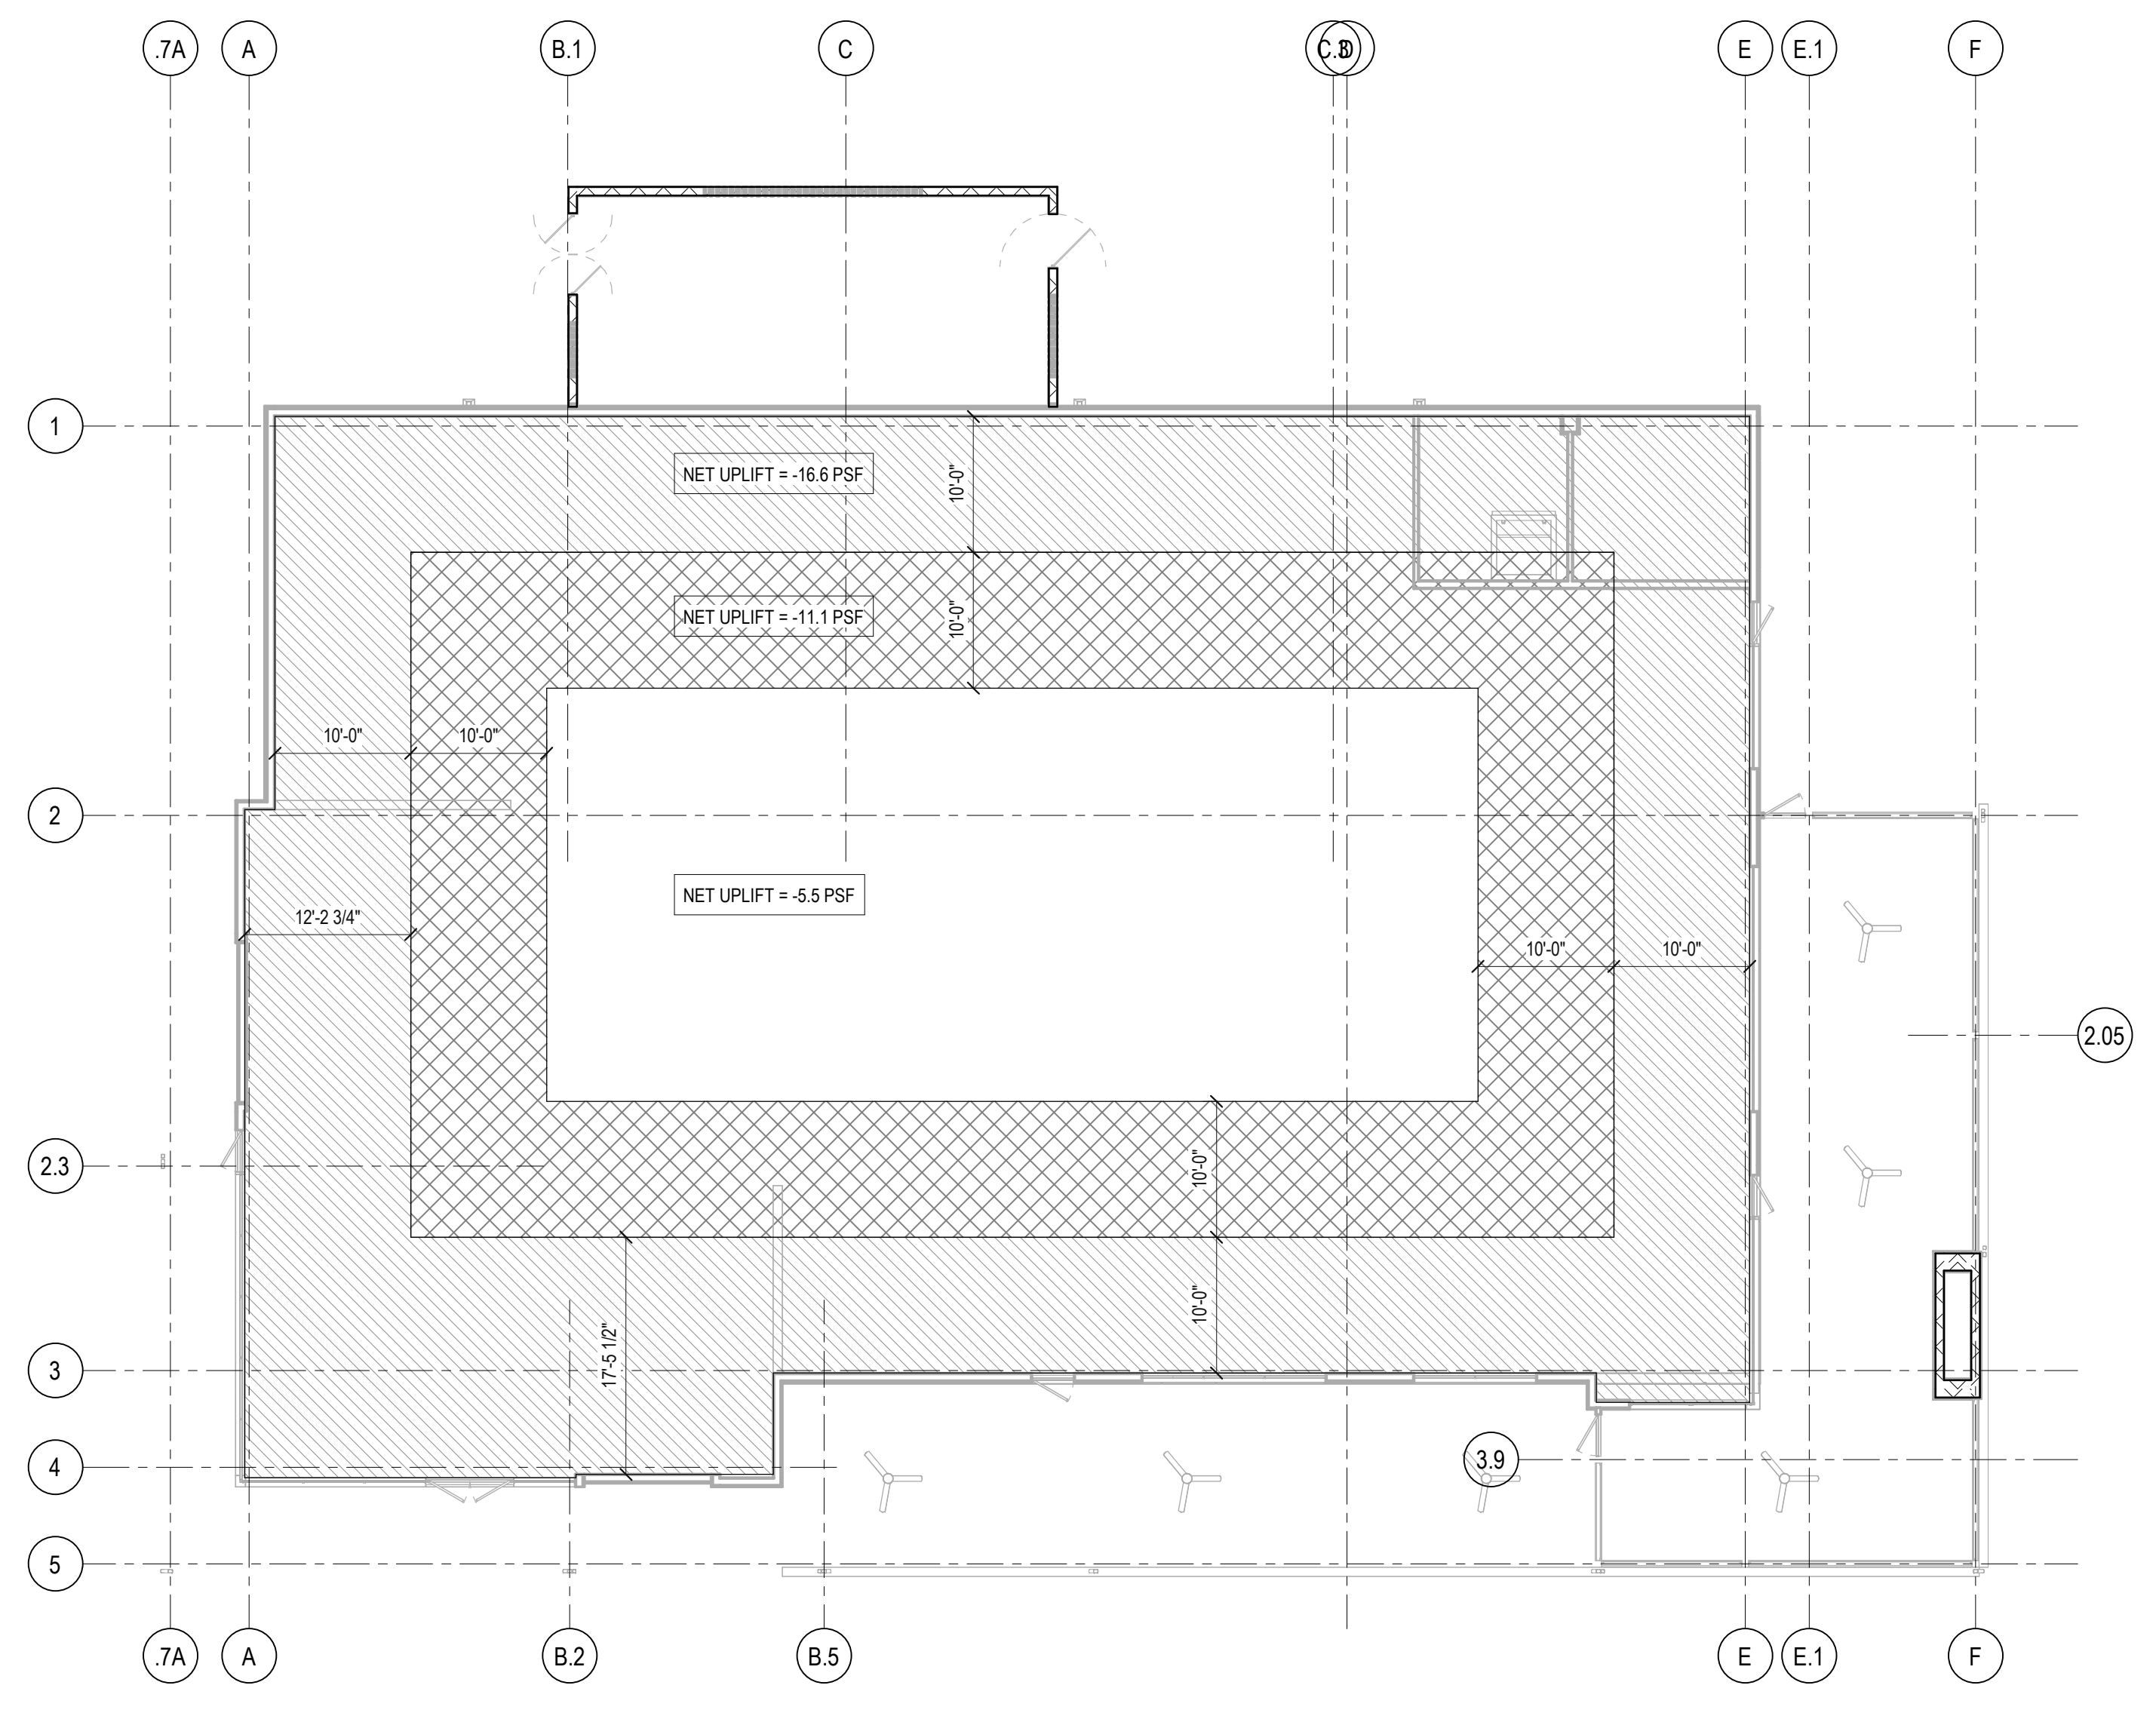 .7A
A
B.1
C
C.3
D
E
E.1
F
1
NET UPLIFT = -16.6 PSF
10'-0"
NET UPLIFT = -11.1 PSF
10'-0"
10'-0"
10'-0"
2
NET UPLIFT = -5.5 PSF
12'-2 3/4"
10'-0"
10'-0"
2.05
2.3
10'-0"
10'-0"
17'-5 1/2"
3
4
3.9
5
.7A
A
B.2
B.5
E
E.1
F